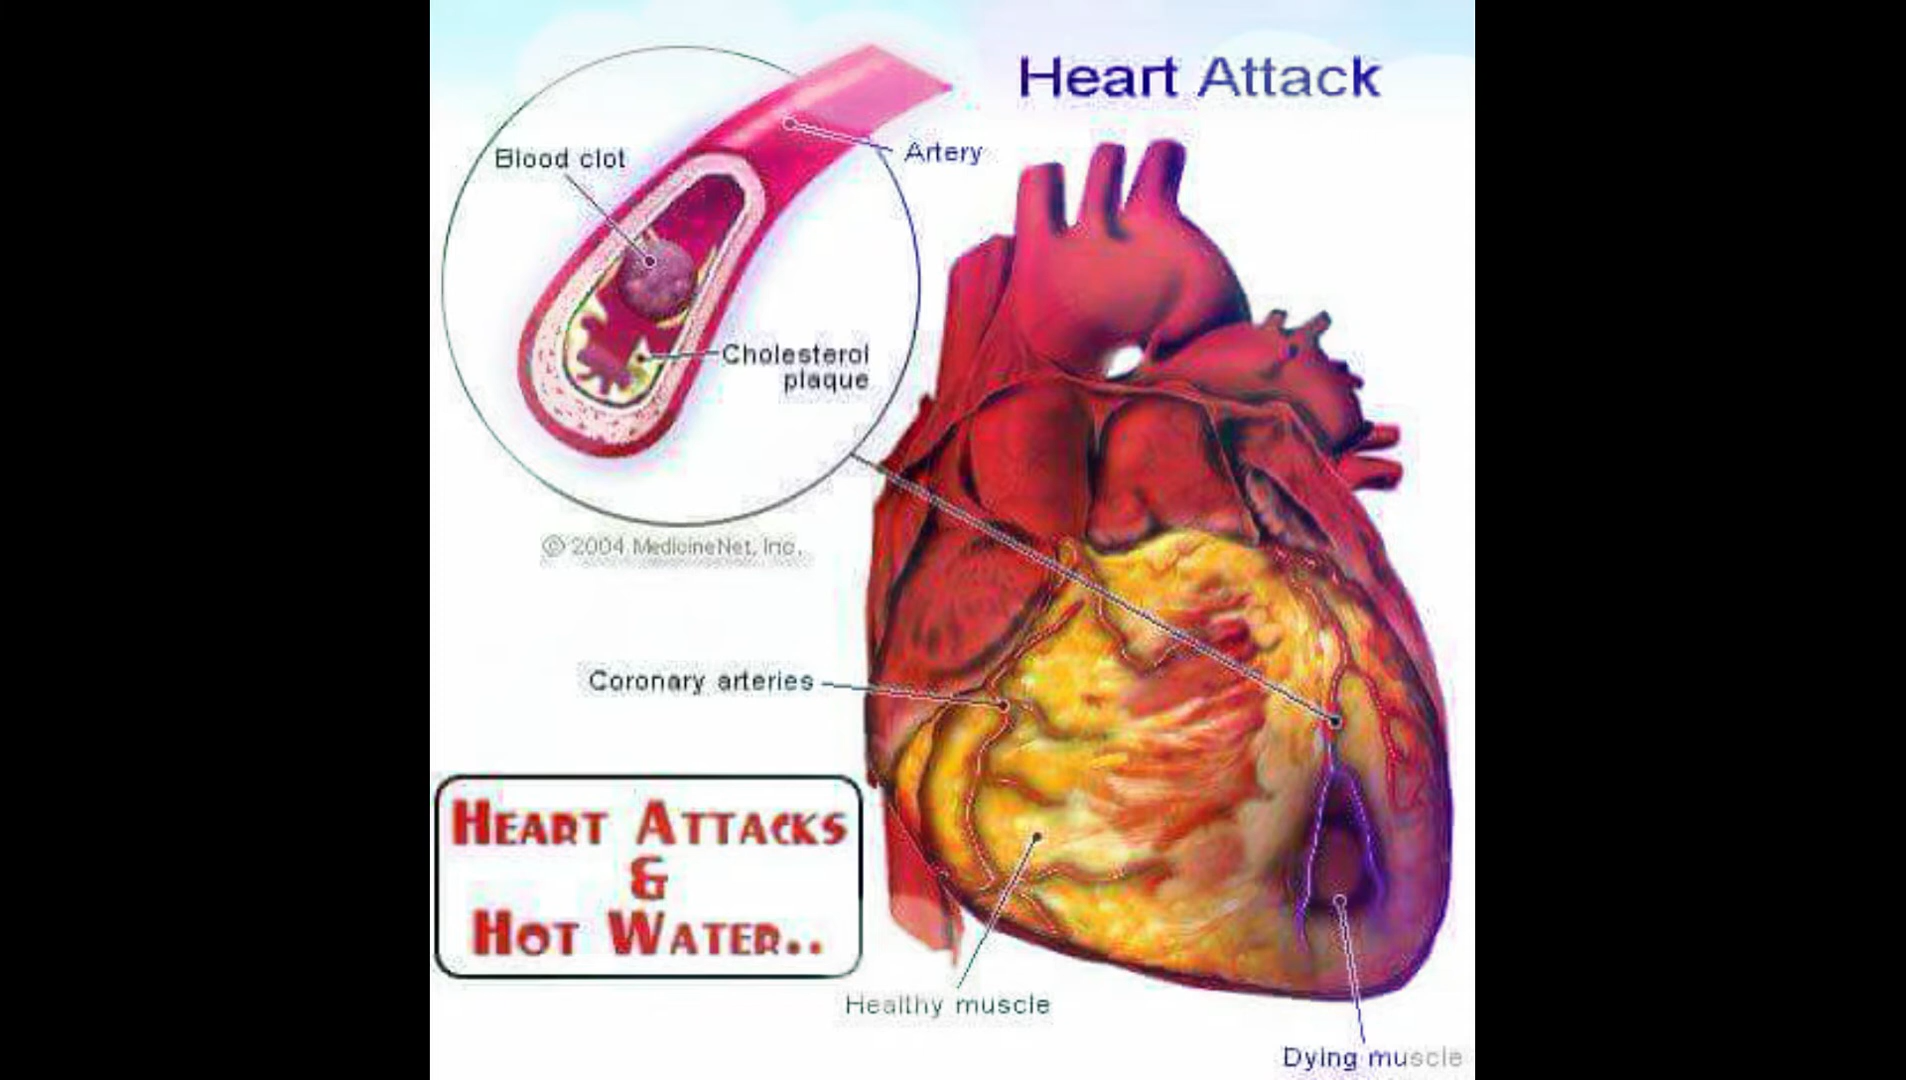 Heart Attack
Blood clot
Artery
Cholesterol
plaque
© 2004 MedicineNet, Inc.
Coronary arteries
HEART ATTACKS
&
HOT WATER..
Healthy muscle
Dying muscle